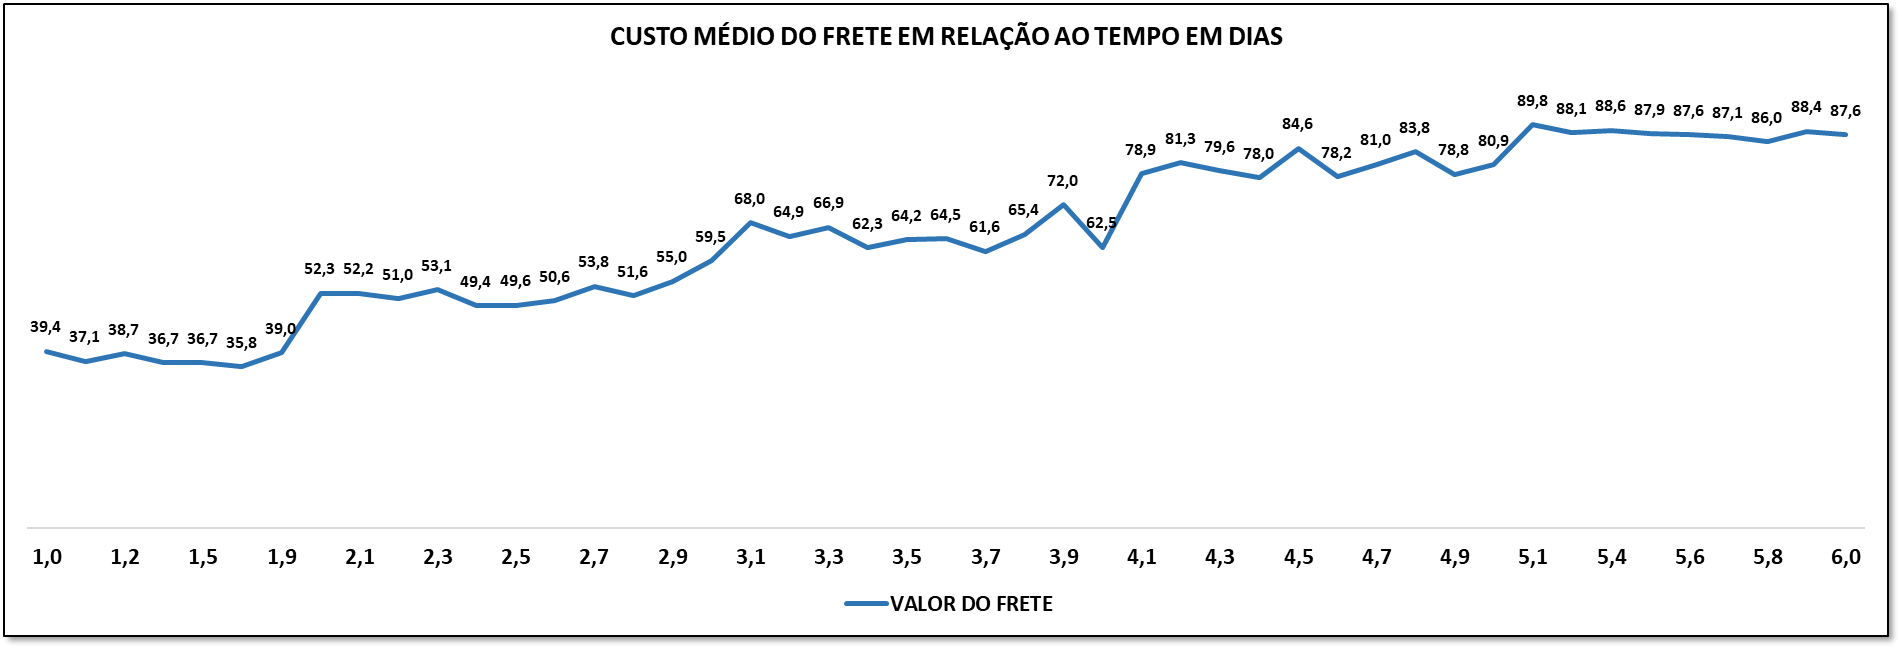 CUSTO MÉDIO DO FRETE EM RELAÇÃO AO TEMPO EM DIAS
39,4 37,1 38,7 36,7 36,7 35,8 39,0 52,3 52,2 51,0 53,1 49,4 49,6 50,6 53,8 51,6 55,0 59,5 68,0 64,9 66,9 62,3 64,2 64,5 61,6 65,4 72,0 62,5 78,9 81,3 79,6 78,0 84,6 78,2 81,0 83,8 78,8 80,9 89,8 88,1 88,6 87,9 87,6 87,1 86,0 88,4 87,6
1,0 1,2 1,5 1,9 2,1 2,3 2,5 2,7 2,9 3,1 3,3 3,5 3,7 3,9 4,1 4,3 4,5 4,7 4,9 5,1 5,4 5,6 5,8 6,0
VALOR DO FRETE